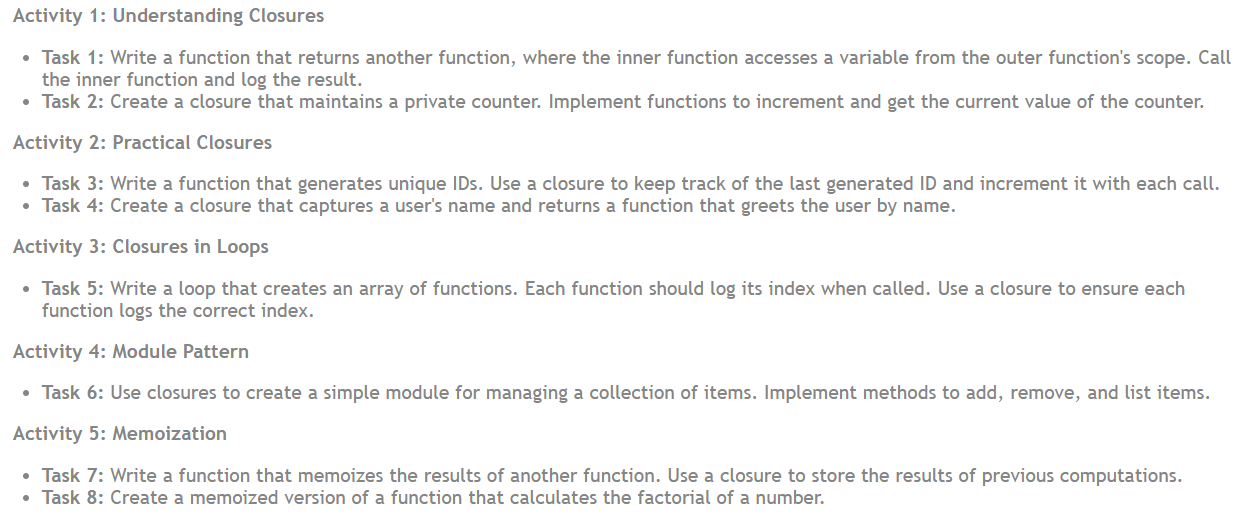 Activity 1: Understanding Closures
• Task 1: Write a function that returns another function, where the inner function accesses a variable from the outer function's scope. Call
the inner function and log the result.
• Task 2: Create a closure that maintains a private counter. Implement functions to increment and get the current value of the counter.
Activity 2: Practical Closures
• Task 3: Write a function that generates unique IDs. Use a closure to keep track of the last generated ID and increment it with each call.
• Task 4: Create a closure that captures a user's name and returns a function that greets the user by name.
Activity 3: Closures in Loops
• Task 5: Write a loop that creates an array of functions. Each function should log its index when called. Use a closure to ensure each
function logs the correct index.
Activity 4: Module Pattern
• Task 6: Use closures to create a simple module for managing a collection of items. Implement methods to add, remove, and list items.
Activity 5: Memoization
• Task 7: Write a function that memoizes the results of another function. Use a closure to store the results of previous computations.
• Task 8: Create a memoized version of a function that calculates the factorial of a number.